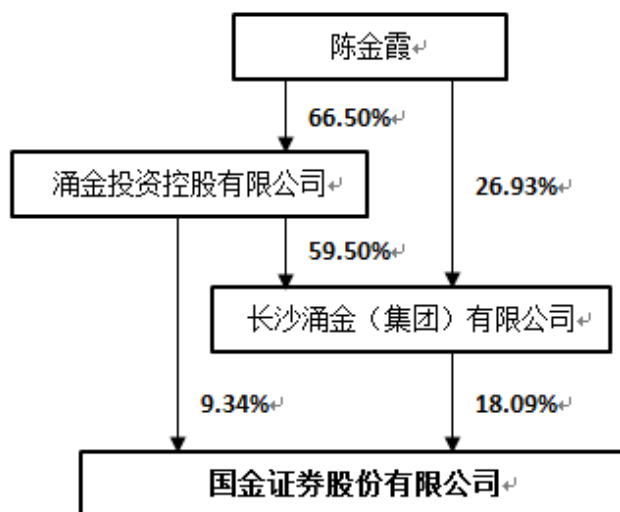 陈金霞↵
66.50%↵
涌金投资控股有限公司↵
26.93%↵
59.50%↵
长沙涌金（集团）有限公司↵
9.34%↵
18.09%↵
国金证券股份有限公司↵